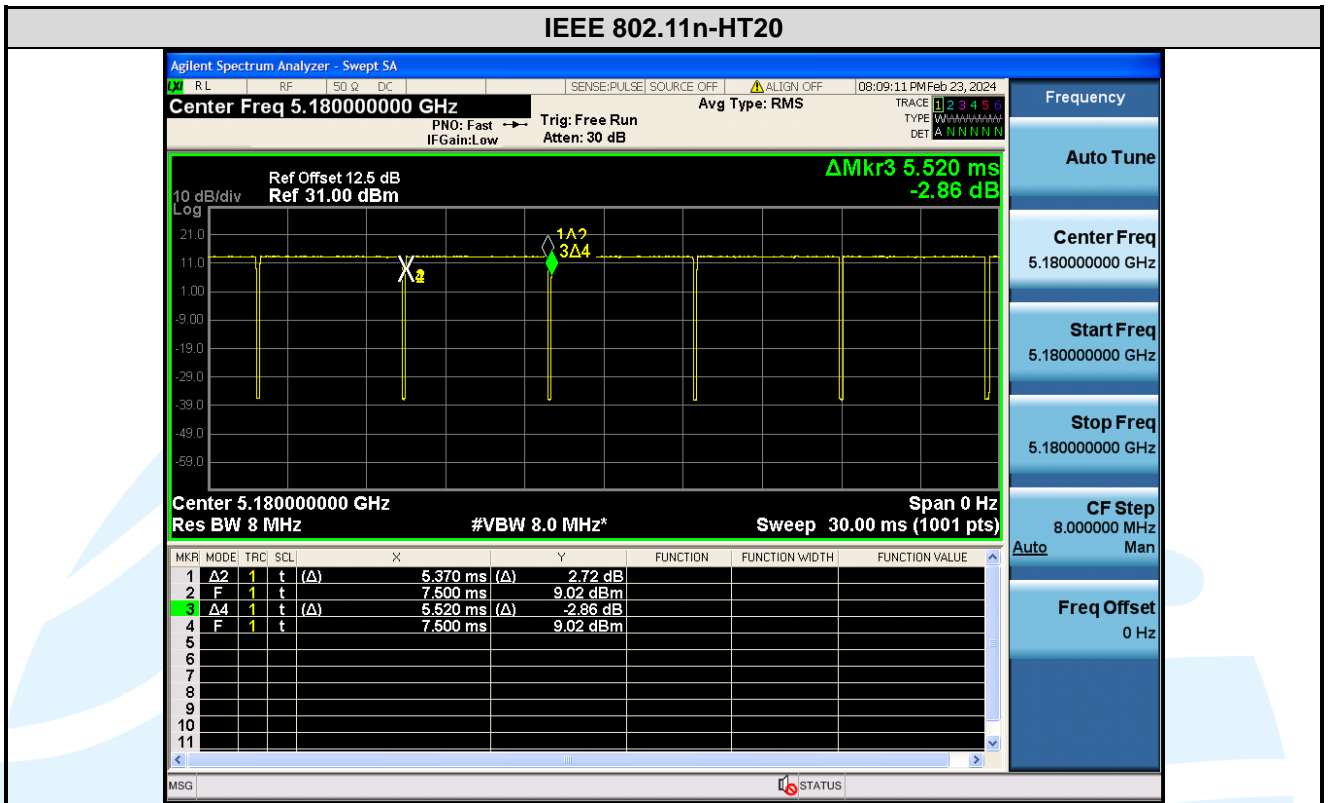 IEEE 802.11n-HT20
Agilent Spectrum Analyzer - Swept SA
LXI RL RF 50 Ω DC SENSE:PULSE SOURCE OFF ALIGN OFF 08:09:11 PM Feb 23, 2024
Center Freq 5.180000000 GHz
PNO: Fast
IFGain:Low
Trig: Free Run
Atten: 30 dB
Avg Type: RMS
TRACE 1 2 3 4 5 6
TYPE
DET A N N N N N
ΔMkr3 5.520 ms
-2.86 dB
Ref Offset 12.5 dB
10 dB/div Ref 31.00 dBm
Log
21.0
11.0
1.00
-9.00
-19.0
-29.0
-39.0
-49.0
-59.0
1Δ2
3Δ4
Center 5.180000000 GHz Span 0 Hz
Res BW 8 MHz #VBW 8.0 MHz* Sweep 30.00 ms (1001 pts)
MKR MODE TRC SCL X Y FUNCTION FUNCTION WIDTH FUNCTION VALUE
1 Δ2 1 t (Δ) 5.370 ms (Δ) 2.72 dB
2 F 1 t 7.500 ms 9.02 dBm
3 Δ4 1 t (Δ) 5.520 ms (Δ) -2.86 dB
4 F 1 t 7.500 ms 9.02 dBm
5
6
7
8
9
10
11
MSG STATUS
Frequency
Auto Tune
Center Freq
5.180000000 GHz
Start Freq
5.180000000 GHz
Stop Freq
5.180000000 GHz
CF Step
8.000000 MHz
Auto Man
Freq Offset
0 Hz